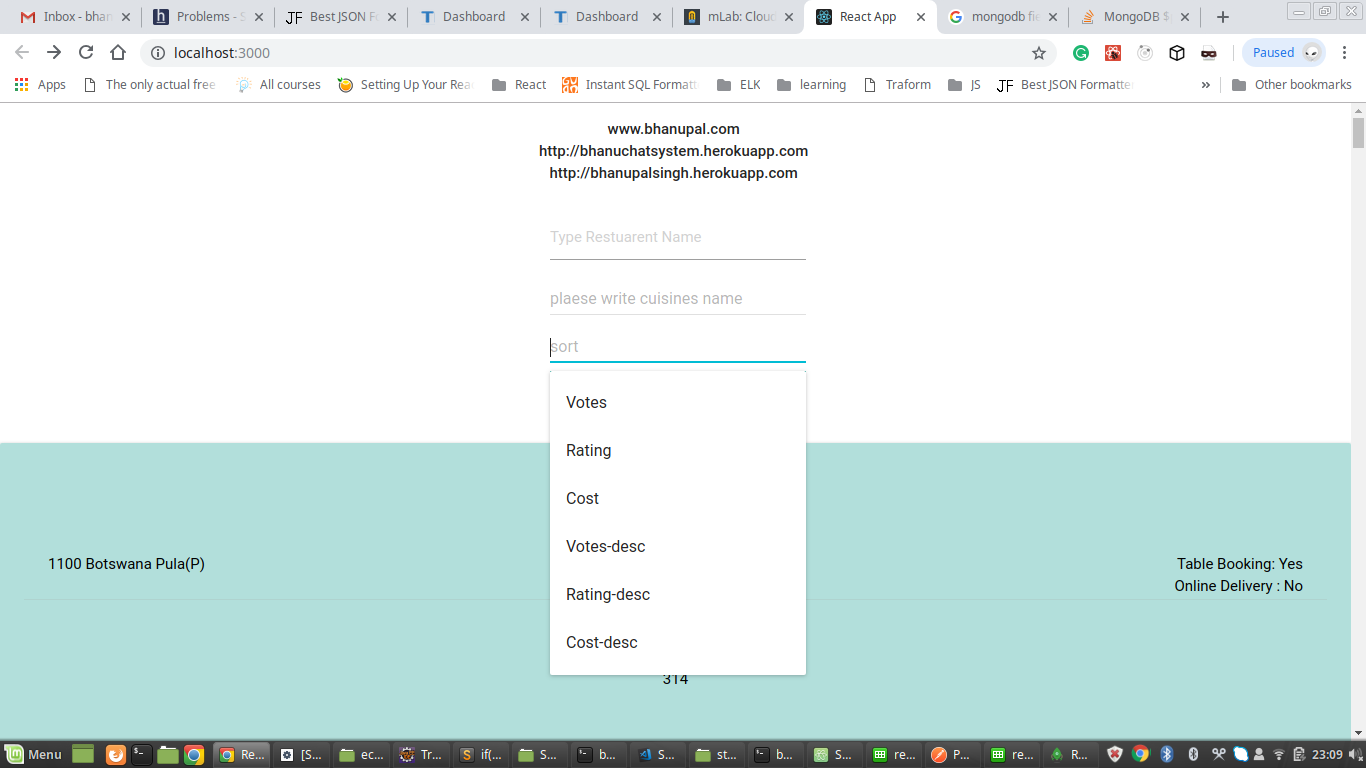 Inbox - bhan
Problems - S
Best JSON Fo
Dashboard
Dashboard
mLab: Cloud
React App
mongodb fie
MongoDB $
localhost:3000
Paused
Apps
The only actual free
All courses
Setting Up Your Rea
React
Instant SQL Formatt
ELK
learning
Traform
JS
Best JSON Formatte
»
Other bookmarks
www.bhanupal.com
http://bhanuchatsystem.herokuapp.com
http://bhanupalsingh.herokuapp.com
Type Restuarent Name
plaese write cuisines name
sort
Votes
Rating
Cost
Votes-desc
Rating-desc
Cost-desc
1100 Botswana Pula(P)
Table Booking: Yes
Online Delivery : No
314
Menu
Re...
[S...
ec...
Tr...
if(...
S...
b...
S...
st...
b...
S...
re...
P...
re...
R...
23:09